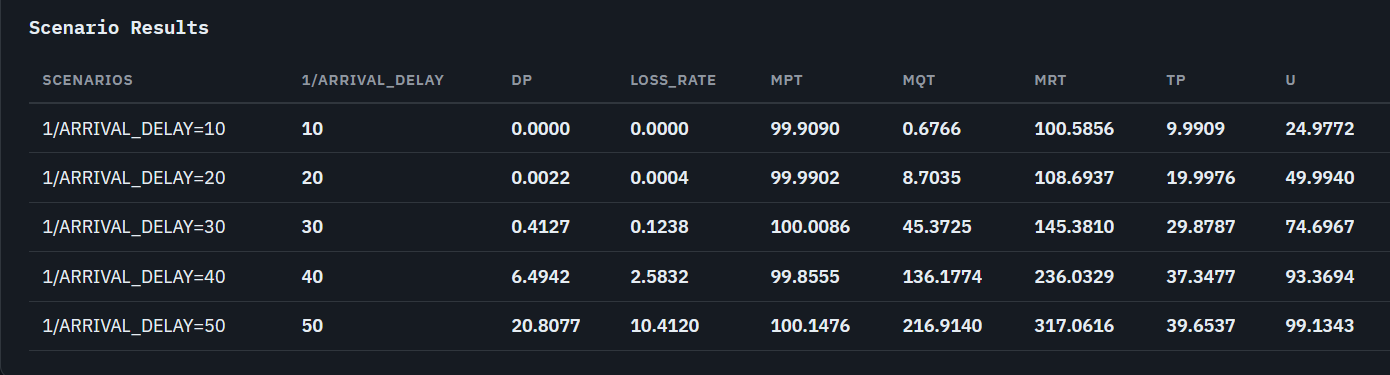 Scenario Results
SCENARIOS 1/ARRIVAL_DELAY DP LOSS_RATE MPT MQT MRT TP U
1/ARRIVAL_DELAY=10 10 0.0000 0.0000 99.9090 0.6766 100.5856 9.9909 24.9772
1/ARRIVAL_DELAY=20 20 0.0022 0.0004 99.9902 8.7035 108.6937 19.9976 49.9940
1/ARRIVAL_DELAY=30 30 0.4127 0.1238 100.0086 45.3725 145.3810 29.8787 74.6967
1/ARRIVAL_DELAY=40 40 6.4942 2.5832 99.8555 136.1774 236.0329 37.3477 93.3694
1/ARRIVAL_DELAY=50 50 20.8077 10.4120 100.1476 216.9140 317.0616 39.6537 99.1343